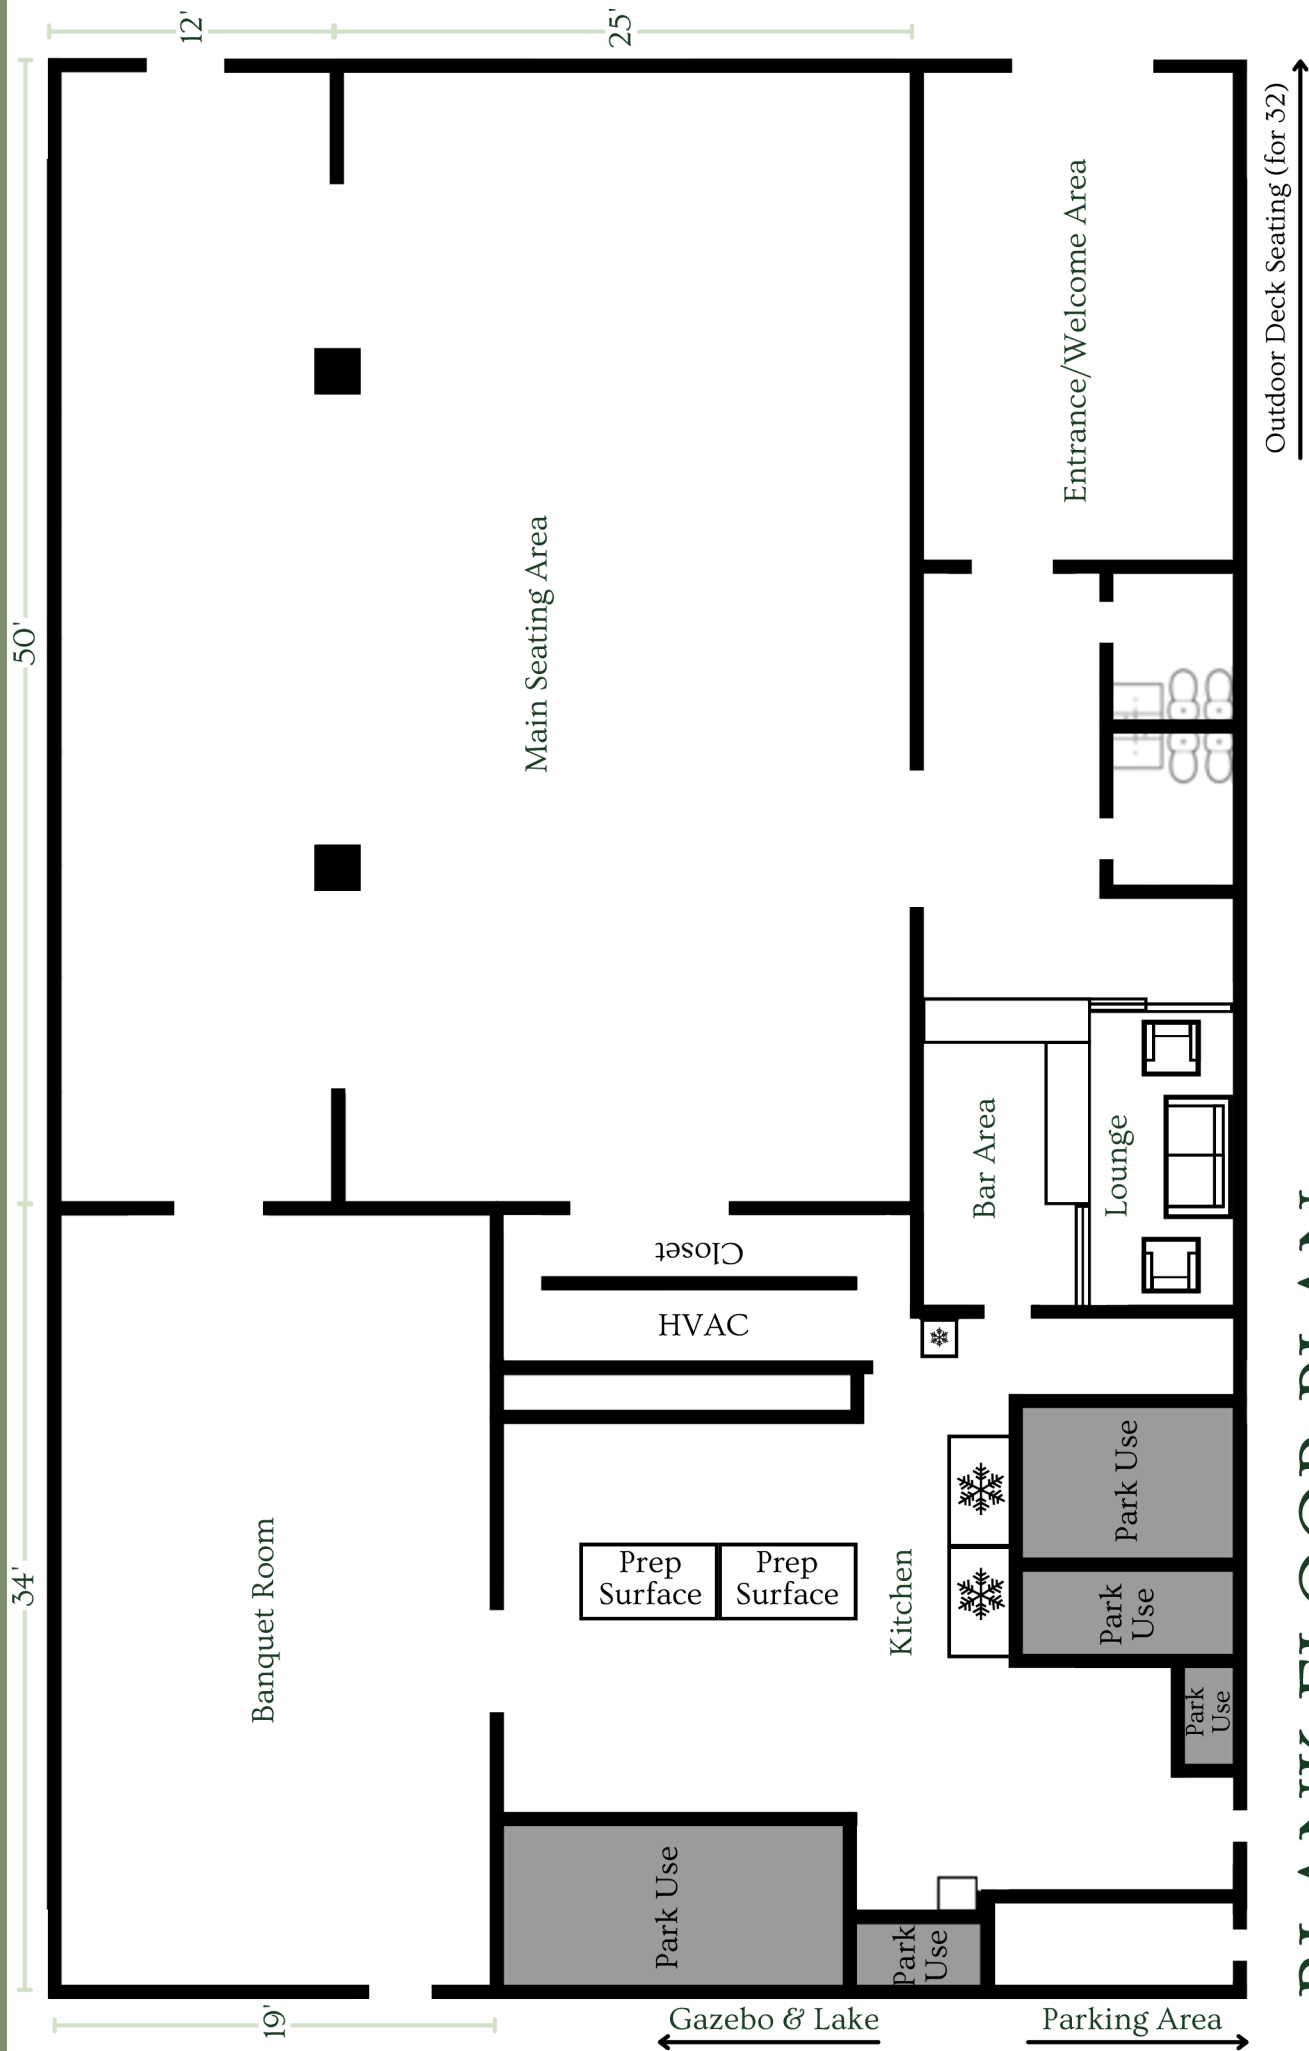 12'
25'
50'
34'
19'
Main Seating Area
Entrance/Welcome Area
Outdoor Deck Seating (for 32)
Bar Area
Lounge
Closet
HVAC
Banquet Room
Prep
Surface
Prep
Surface
Kitchen
Park Use
Park
Use
Park
Use
Park Use
Park
Use
Gazebo & Lake
Parking Area